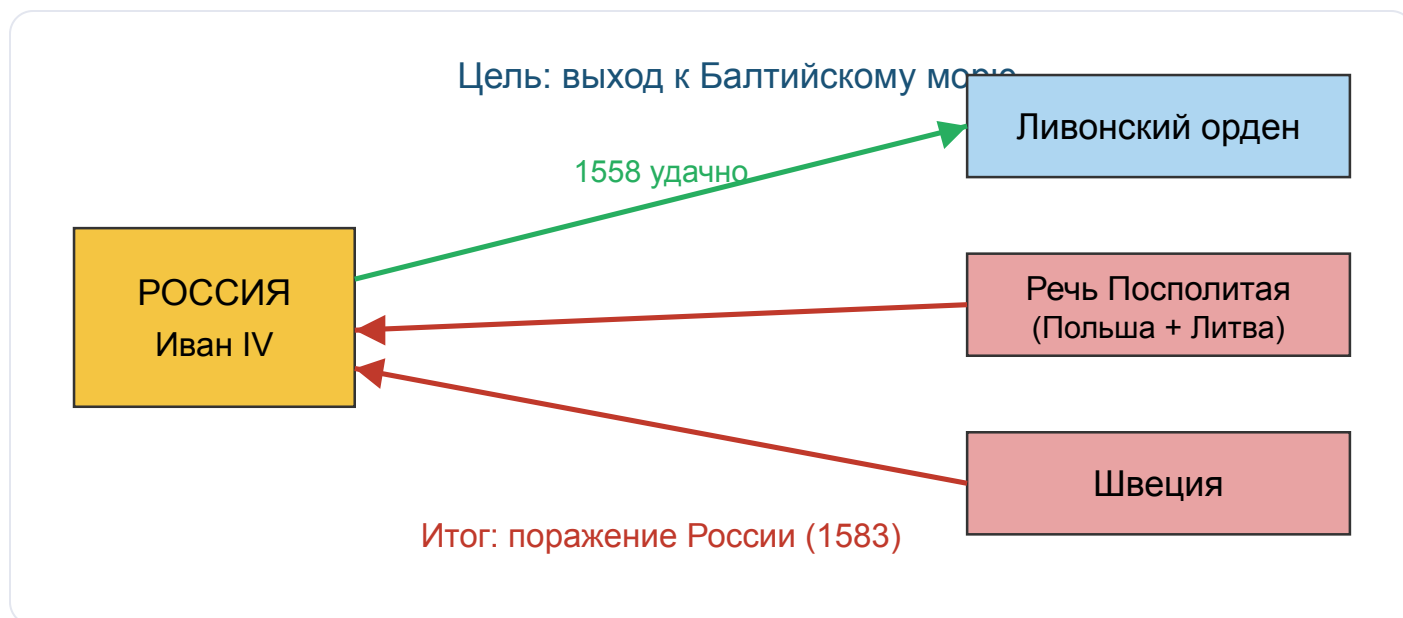 Цель: выход к Балтийскому морю
Ливонский орден
1558 удачно
РОССИЯ
Иван IV
Речь Посполитая
(Польша + Литва)
Швеция
Итог: поражение России (1583)